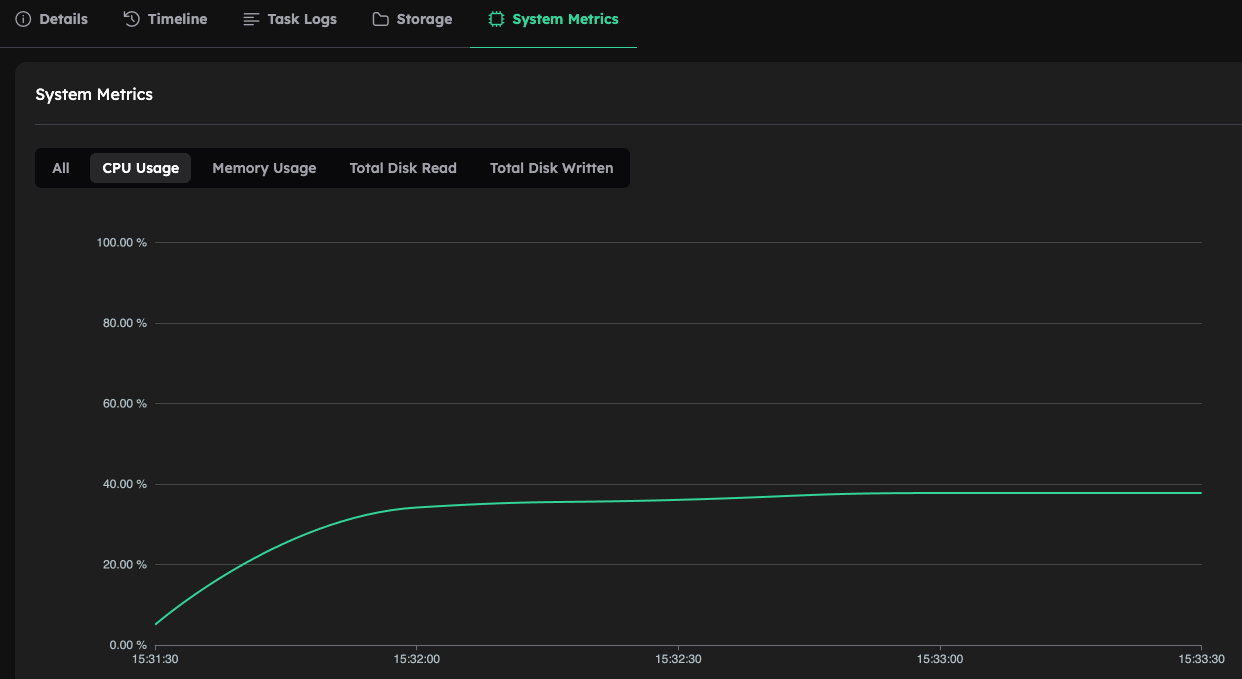 Details Timeline Task Logs Storage System Metrics
System Metrics
All CPU Usage Memory Usage Total Disk Read Total Disk Written
100.00 %
80.00 %
60.00 %
40.00 %
20.00 %
0.00 %
15:31:30 15:32:00 15:32:30 15:33:00 15:33:30